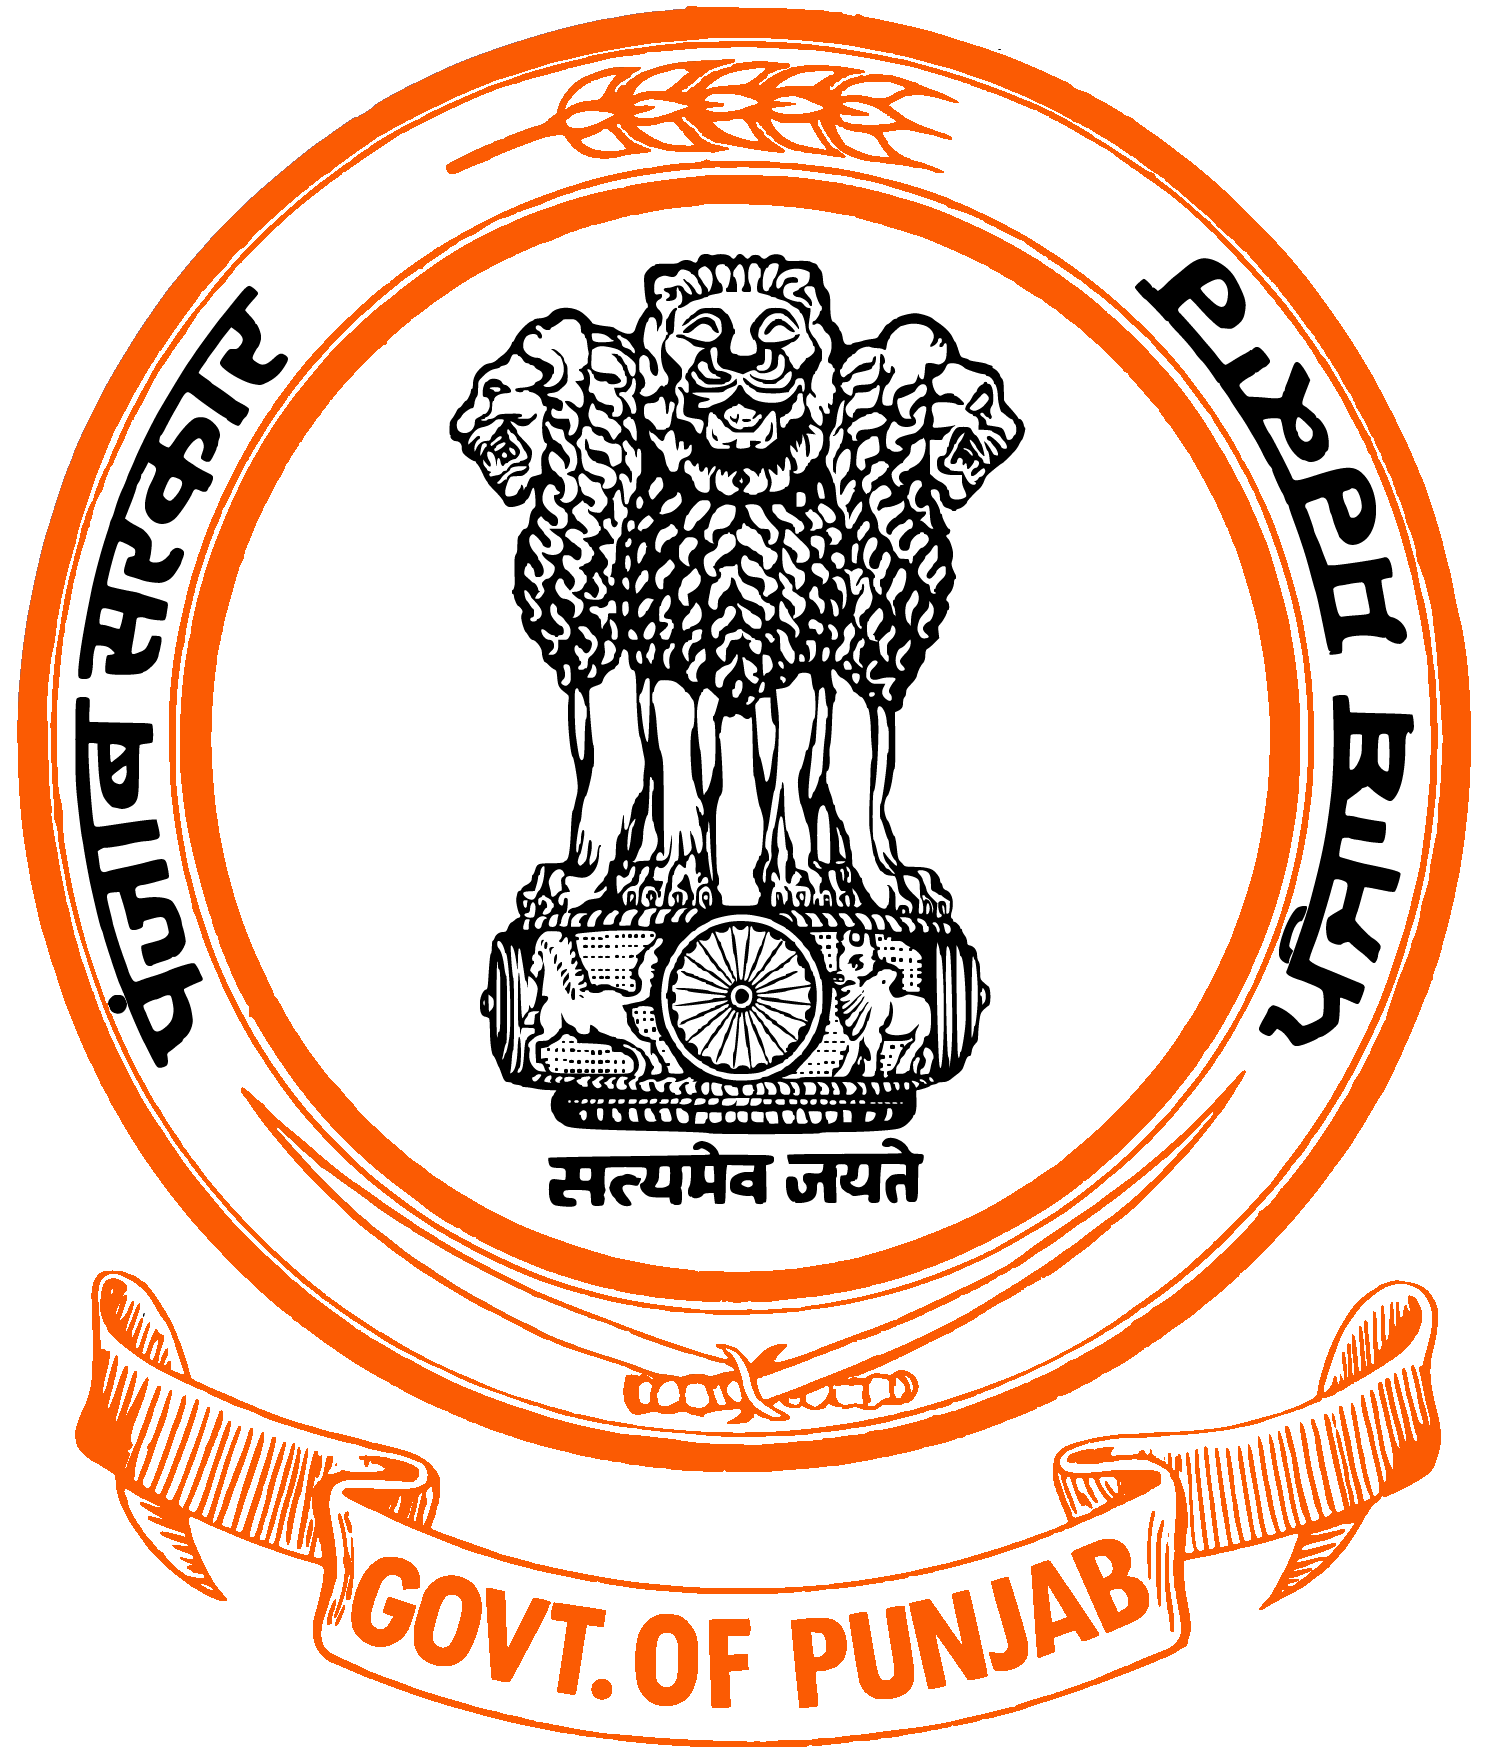 पंजाब सरकार
ਪੰਜਾਬ ਸਰਕਾਰ
सत्यमेव जयते
GOVT. OF PUNJAB